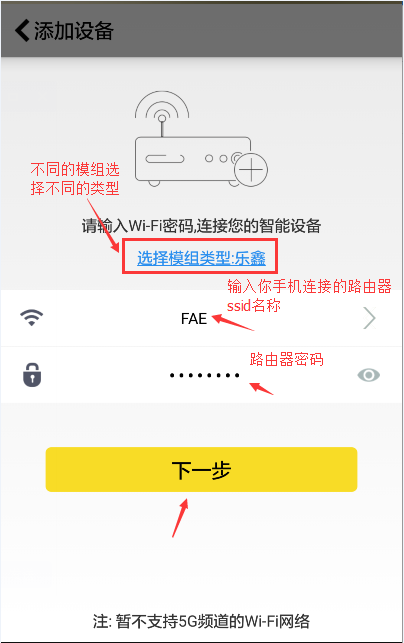 添加设备
不同的模组选
择不同的类型
请输入Wi-Fi密码,连接您的智能设备
选择模组类型:乐鑫
输入你手机连接的路由器
ssid名称
FAE
路由器密码
••••••••
下一步
注: 暂不支持5G频道的Wi-Fi网络